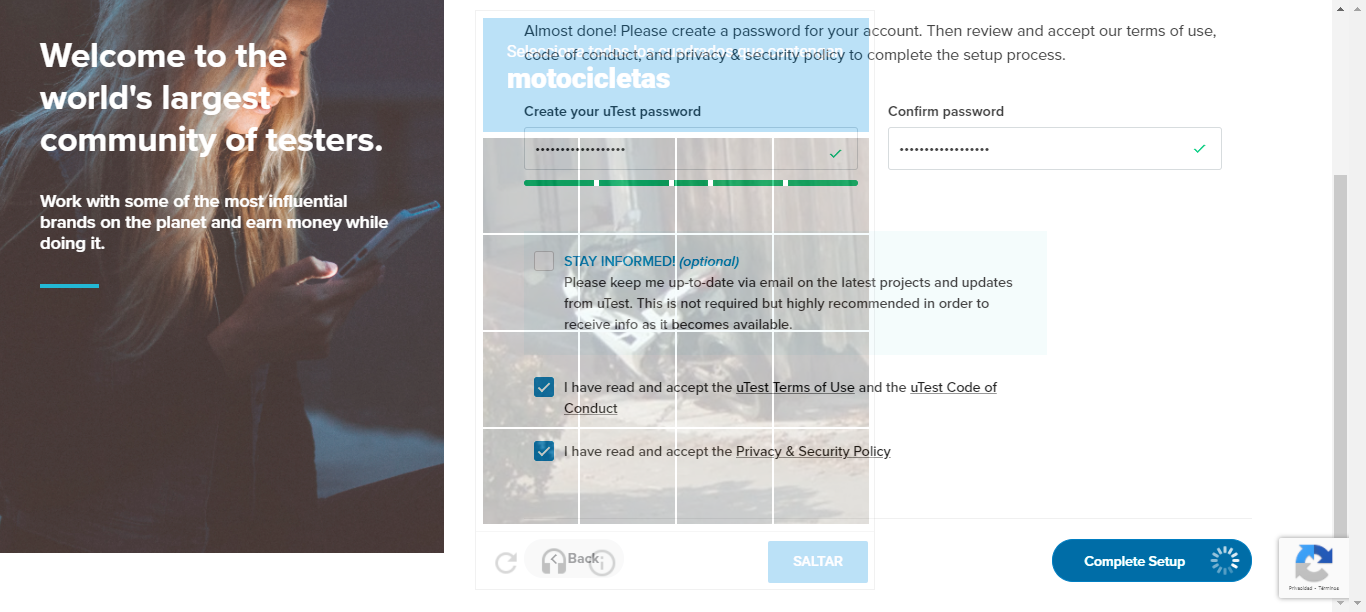 Welcome to the
world's largest
community of testers.
Work with some of the most influential
brands on the planet and earn money while
doing it.
Almost done! Please create a password for your account. Then review and accept our terms of use,
code of conduct, and privacy & security policy to complete the setup process.
Selecciona todos los cuadrados que contengan
motocicletas
Create your uTest password
Confirm password
••••••••••••••••••
••••••••••••••••••
STAY INFORMED! (optional)
Please keep me up-to-date via email on the latest projects and updates
from uTest. This is not required but highly recommended in order to
receive info as it becomes available.
I have read and accept the uTest Terms of Use and the uTest Code of
Conduct
I have read and accept the Privacy & Security Policy
Back
SALTAR
Complete Setup
Privacidad - Términos